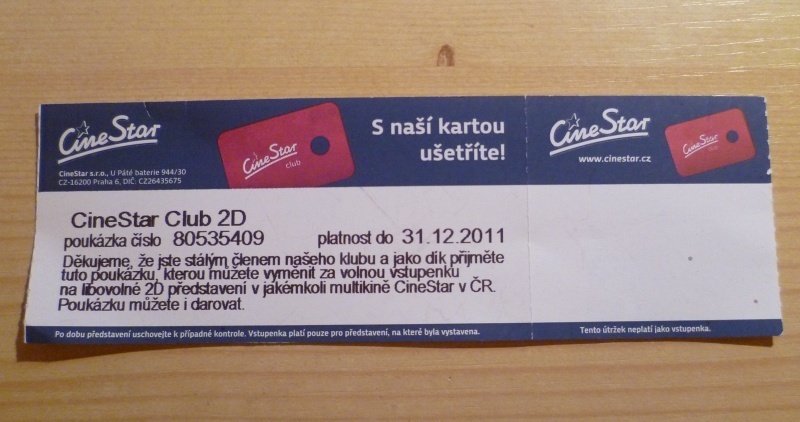 CineStar
CineStar s.r.o., U Páté baterie 944/30
CZ-16200 Praha 6, DIČ: CZ26435675
CineStar
club
S naší kartou
ušetříte!
CineStar
www.cinestar.cz
CineStar
club
CineStar Club 2D
poukázka číslo 80535409 platnost do 31.12.2011
Děkujeme, že jste stálým členem našeho klubu a jako dík přijměte
tuto poukázku, kterou můžete vyměnit za volnou vstupenku
na libovolné 2D představení v jakémkoli multikině CineStar v ČR.
Poukázku můžete i darovat.
Po dobu představení uschovejte k případné kontrole. Vstupenka platí pouze pro představení, na které byla vystavena.
Tento útržek neplatí jako vstupenka.